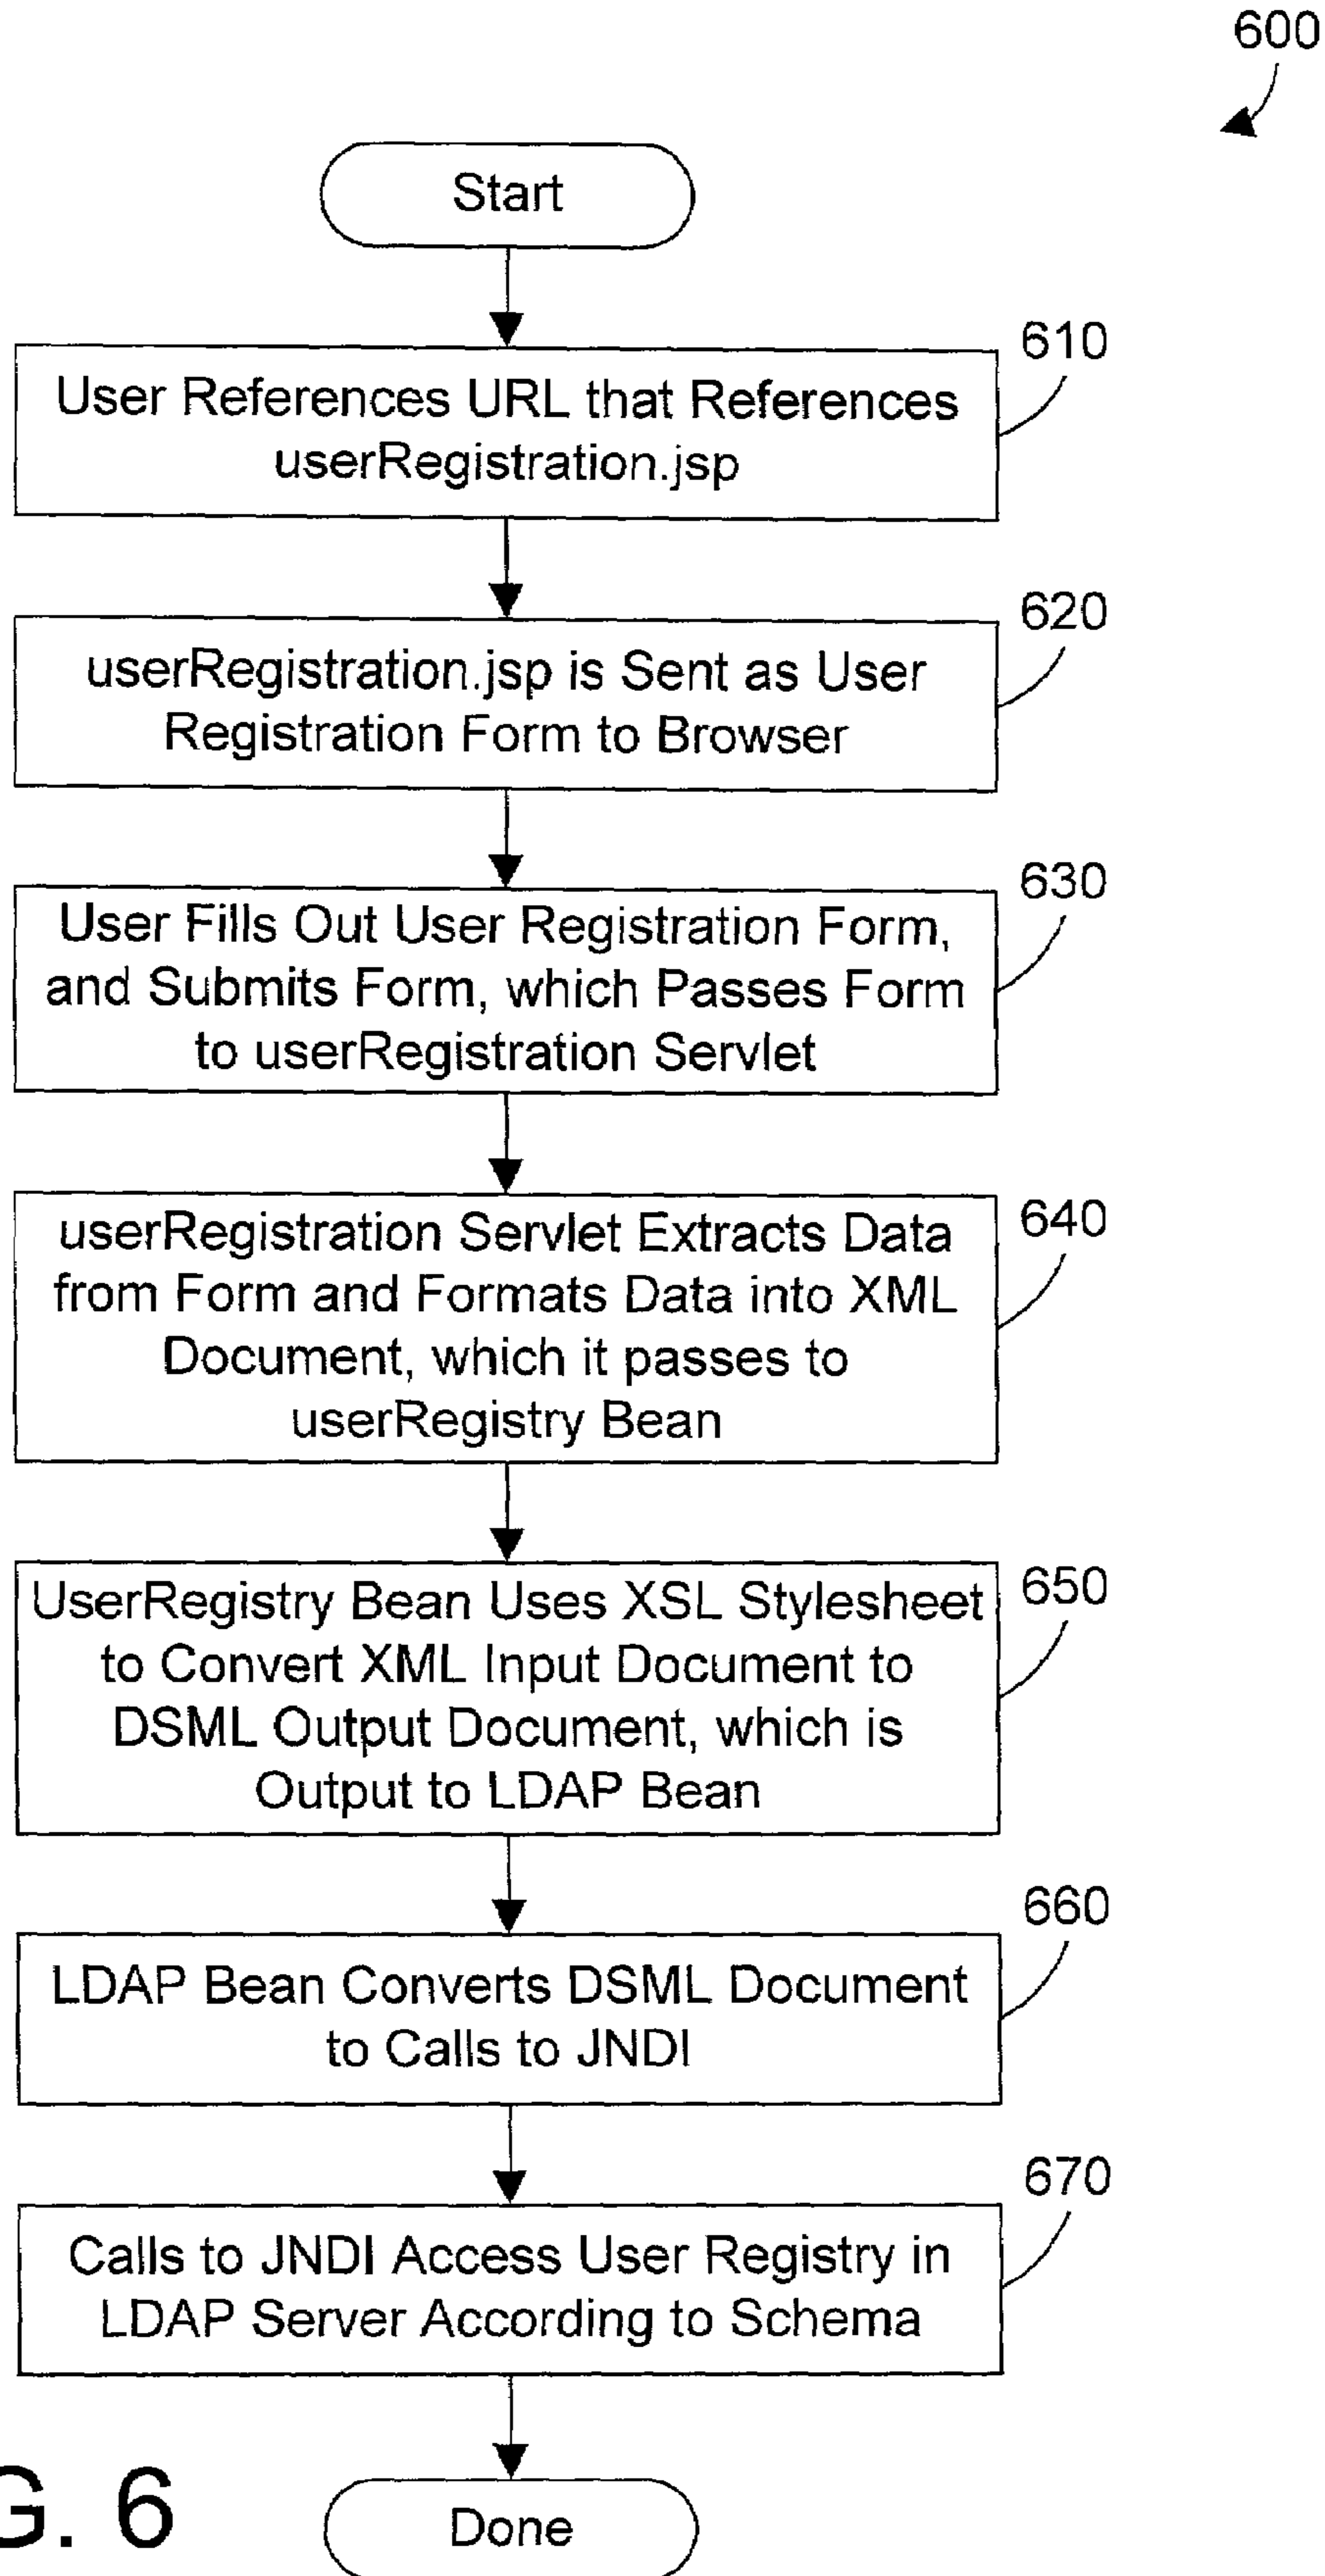 600
Start
610
User References URL that References
userRegistration.jsp
620
userRegistration.jsp is Sent as User
Registration Form to Browser
630
User Fills Out User Registration Form,
and Submits Form, which Passes Form
to userRegistration Servlet
640
userRegistration Servlet Extracts Data
from Form and Formats Data into XML
Document, which it passes to
userRegistry Bean
650
UserRegistry Bean Uses XSL Stylesheet
to Convert XML Input Document to
DSML Output Document, which is
Output to LDAP Bean
660
LDAP Bean Converts DSML Document
to Calls to JNDI
670
Calls to JNDI Access User Registry in
LDAP Server According to Schema
G. 6
Done